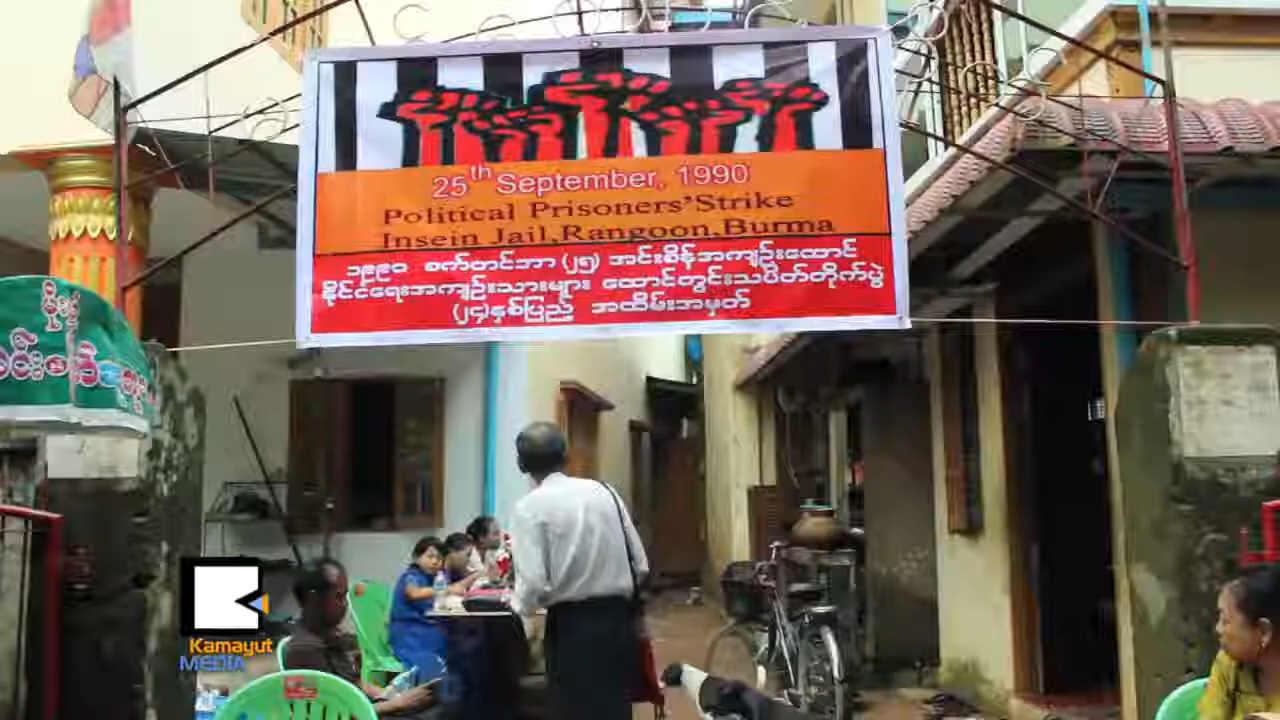 25th September, 1990
Political Prisoners' Strike
Insein Jail, Rangoon, Burma
၁၉၉၀ စက်တင်ဘာ (၂၅) အင်းစိန်အကျဉ်းထောင်
နိုင်ငံရေးအကျဉ်းသားများ ထောင်တွင်းသပိတ်တိုက်ပွဲ
(၂၄)နှစ်ပြည့် အထိမ်းအမှတ်
Kamayut
MEDIA